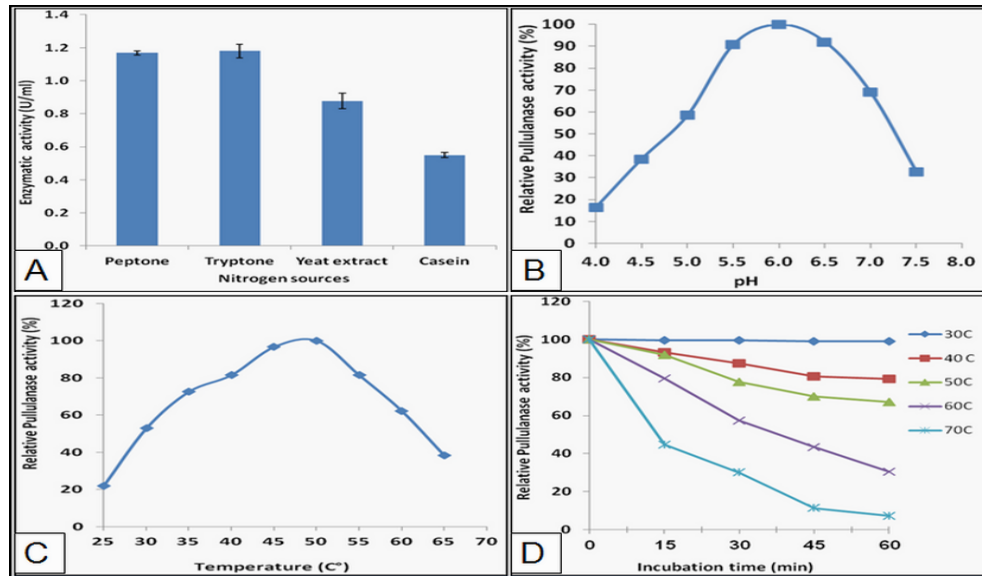 Enzymatic activity (U/ml)
1.4
1.2
1.0
0.8
0.6
0.4
0.2
0.0
Peptone Tryptone Yeat extract Casein
Nitrogen sources
A
Relative Pullulanase activity (%)
100
90
80
70
60
50
40
30
20
10
0
4.0 4.5 5.0 5.5 6.0 6.5 7.0 7.5 8.0
pH
B
Relative Pullulanase activity (%)
120
100
80
60
40
20
0
25 30 35 40 45 50 55 60 65 70
Temperature (C°)
C
Relative Pullulanase activity (%)
120
100
80
60
40
20
0
0 15 30 45 60
Incubation time (min)
30C
40 C
50C
60C
70C
D